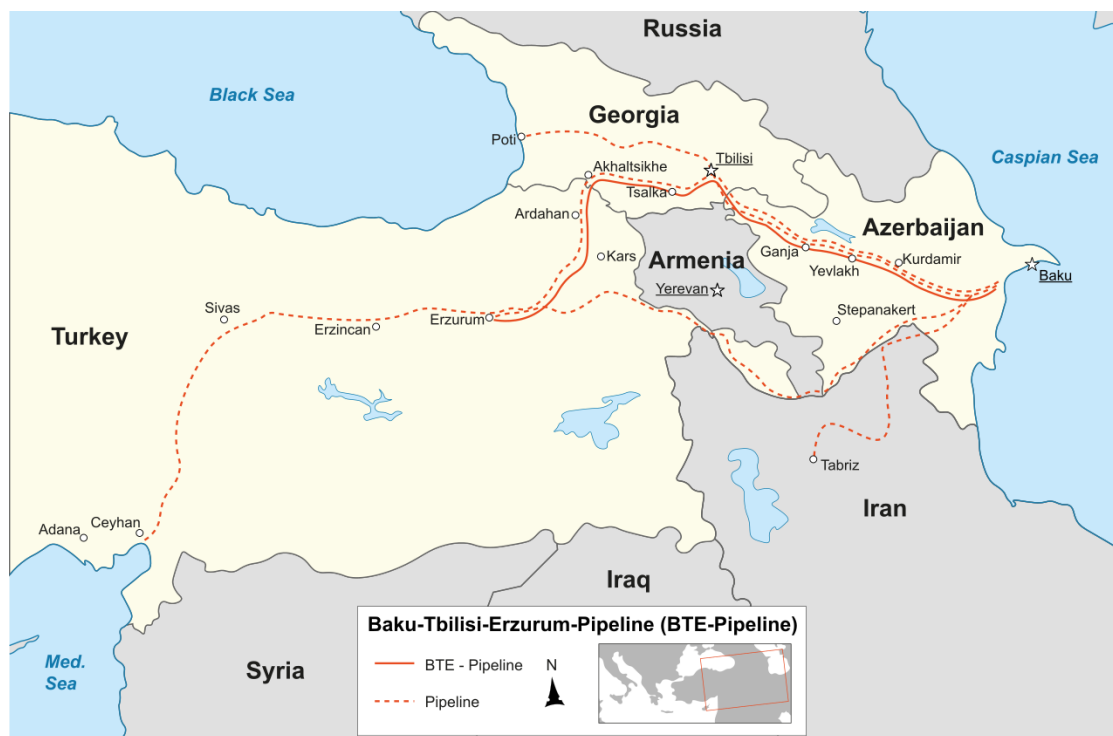 Russia
Black Sea
Georgia
Poti
Tbilisi
Caspian Sea
Akhaltsikhe
Tsalka
Ardahan
Azerbaijan
Ganja
Kars
Armenia
Yevlakh
Kurdamir
Baku
Yerevan
Sivas
Stepanakert
Erzurum
Erzincan
Turkey
Tabriz
Iran
Ceyhan
Adana
Iraq
Baku-Tbilisi-Erzurum-Pipeline (BTE-Pipeline)
Med.
Sea
Syria
BTE - Pipeline
N
Pipeline